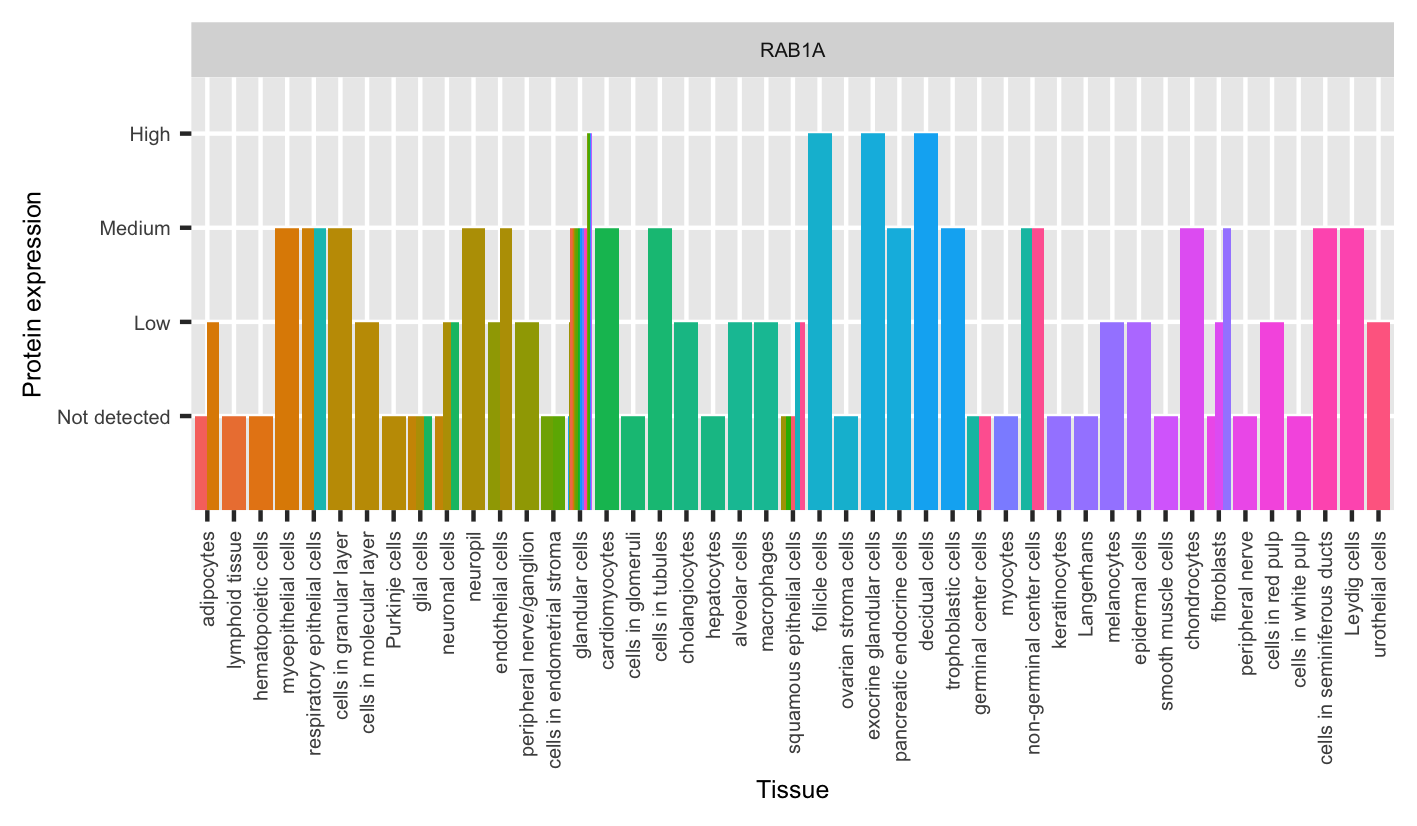 RAB1A
High
Medium
Low
Not detected
Protein expression
adipocytes
lymphoid tissue
hematopoietic cells
myoepithelial cells
respiratory epithelial cells
cells in granular layer
cells in molecular layer
Purkinje cells
glial cells
neuronal cells
neuropil
endothelial cells
peripheral nerve/ganglion
cells in endometrial stroma
glandular cells
cardiomyocytes
cells in glomeruli
cells in tubules
cholangiocytes
hepatocytes
alveolar cells
macrophages
squamous epithelial cells
follicle cells
ovarian stroma cells
exocrine glandular cells
pancreatic endocrine cells
decidual cells
trophoblastic cells
germinal center cells
myocytes
non-germinal center cells
keratinocytes
Langerhans
melanocytes
epidermal cells
smooth muscle cells
chondrocytes
fibroblasts
peripheral nerve
cells in red pulp
cells in white pulp
cells in seminiferous ducts
Leydig cells
urothelial cells
Tissue